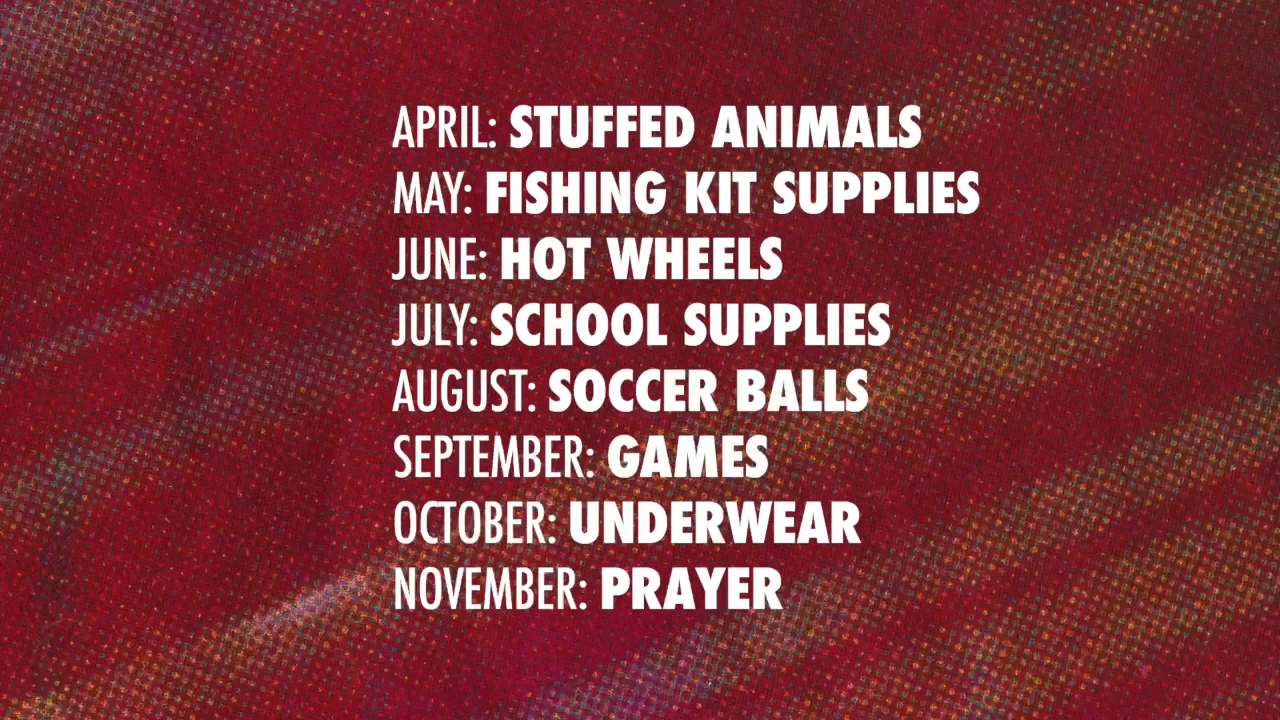 APRIL: STUFFED ANIMALS
MAY: FISHING KIT SUPPLIES
JUNE: HOT WHEELS
JULY: SCHOOL SUPPLIES
AUGUST: SOCCER BALLS
SEPTEMBER: GAMES
OCTOBER: UNDERWEAR
NOVEMBER: PRAYER